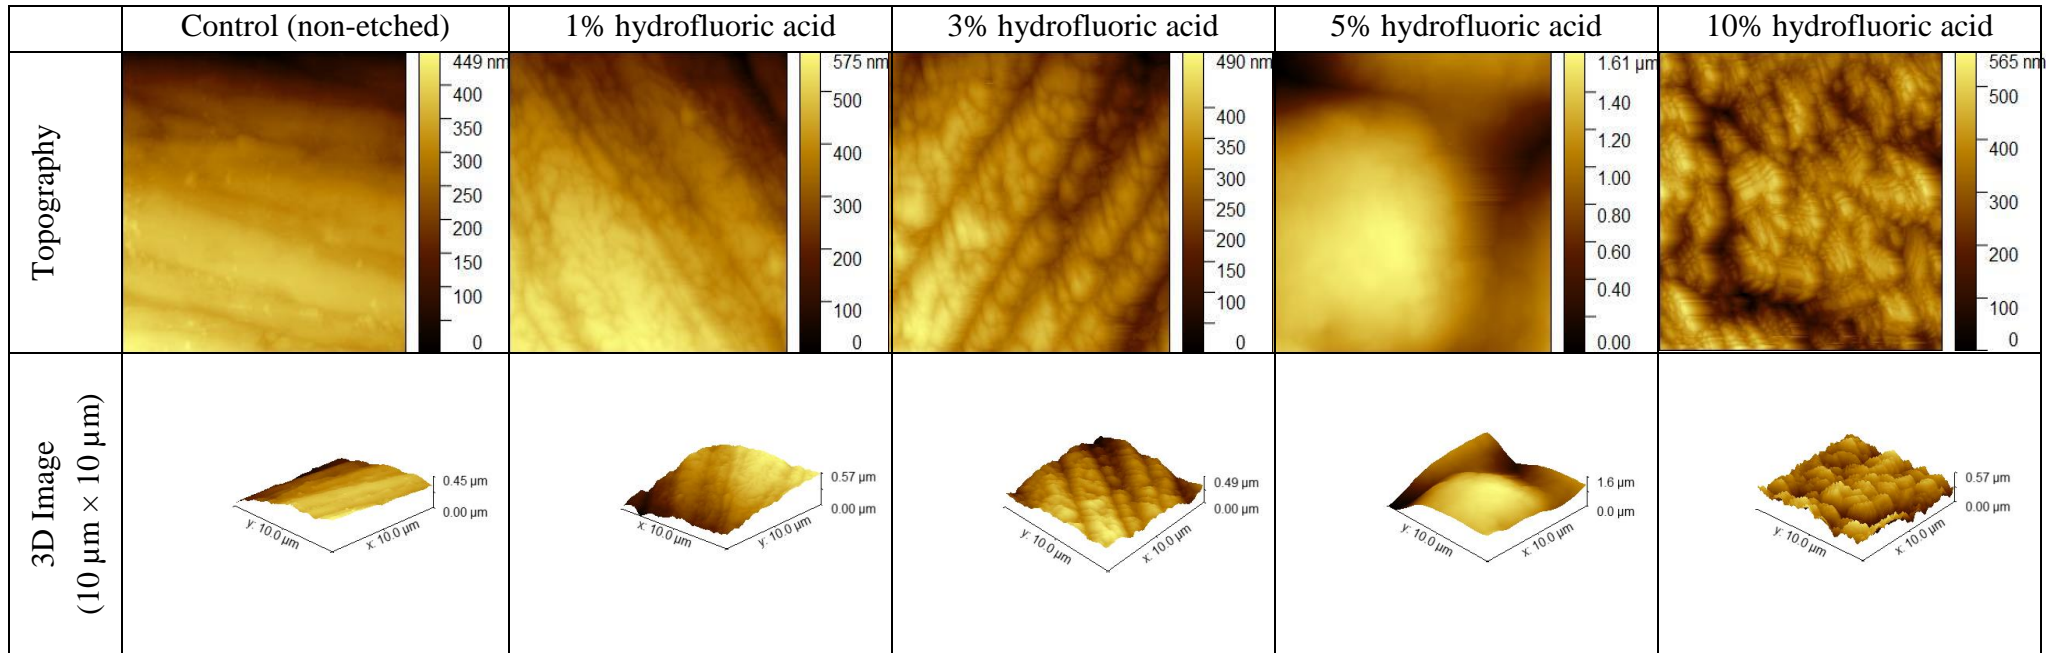 Control (non-etched)
1% hydrofluoric acid
3% hydrofluoric acid
5% hydrofluoric acid
10% hydrofluoric acid
Topography
449 nm
400
350
300
250
200
150
100
0
575 nm
500
400
300
200
100
0
490 nm
400
350
300
250
200
150
100
0
1.61 µm
1.40
1.20
1.00
0.80
0.60
0.40
0.00
565 nm
500
400
300
200
100
0
3D Image
(10 µm × 10 µm)
0.45 µm
0.00 µm
y: 10.0 µm
x: 10.0 µm
0.57 µm
0.00 µm
x: 10.0 µm
y: 10.0 µm
0.49 µm
0.00 µm
y: 10.0 µm
x: 10.0 µm
1.6 µm
0.0 µm
y: 10.0 µm
x: 10.0 µm
0.57 µm
0.00 µm
y: 10.0 µm
x: 10.0 µm